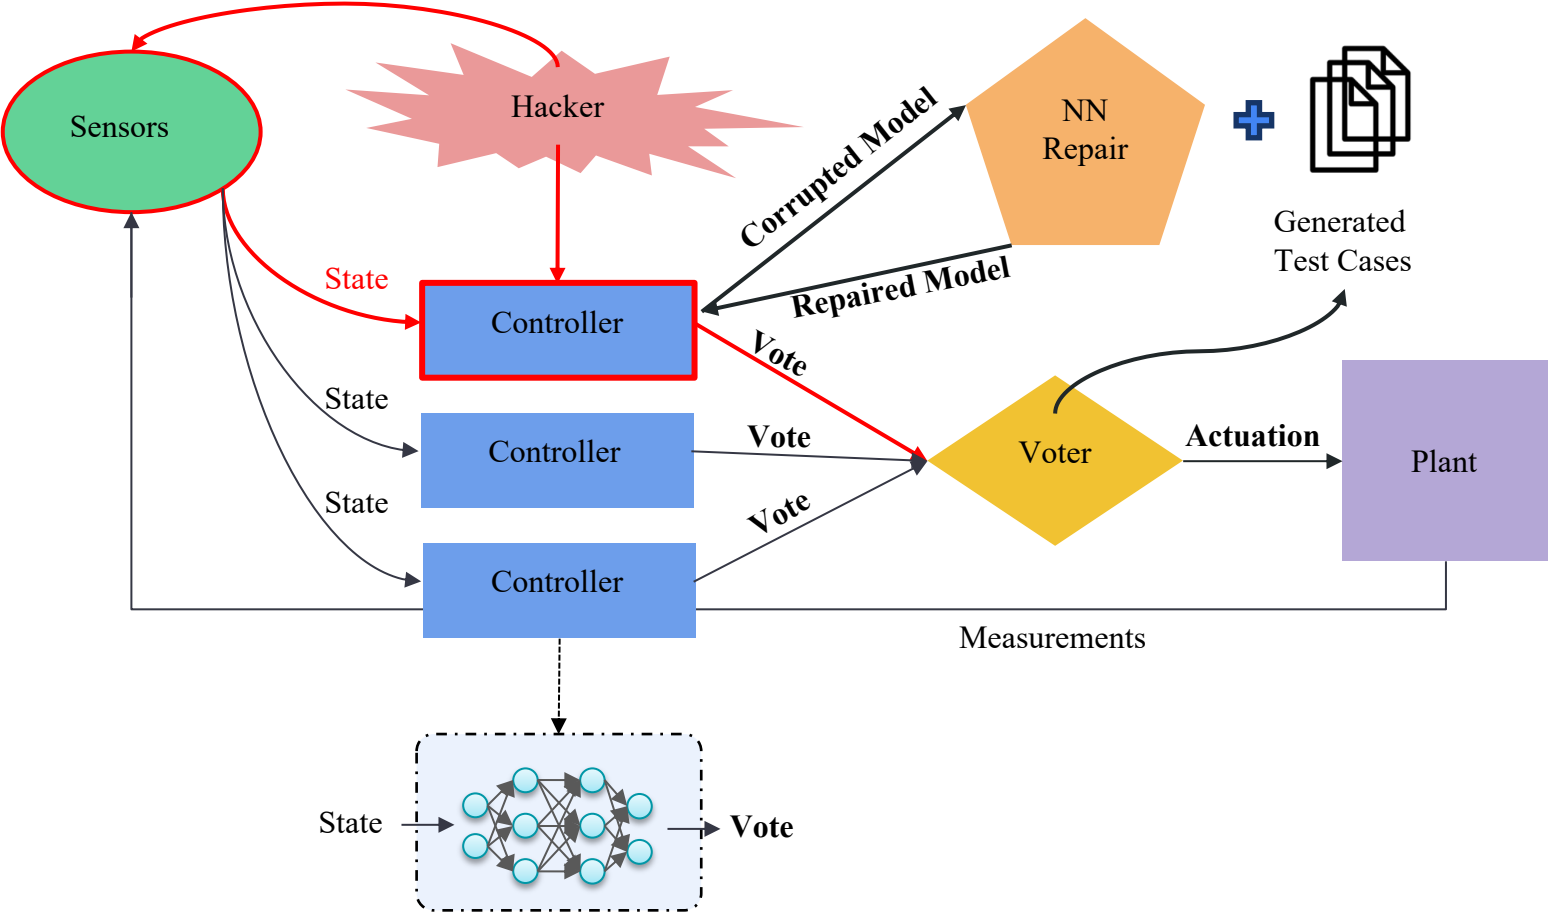 Sensors
Hacker
NN
Repair
Corrupted Model
Repaired Model
Generated
Test Cases
State
Controller
Vote
State
Controller
Vote
Voter
Actuation
Plant
State
Controller
Vote
Measurements
State
Vote